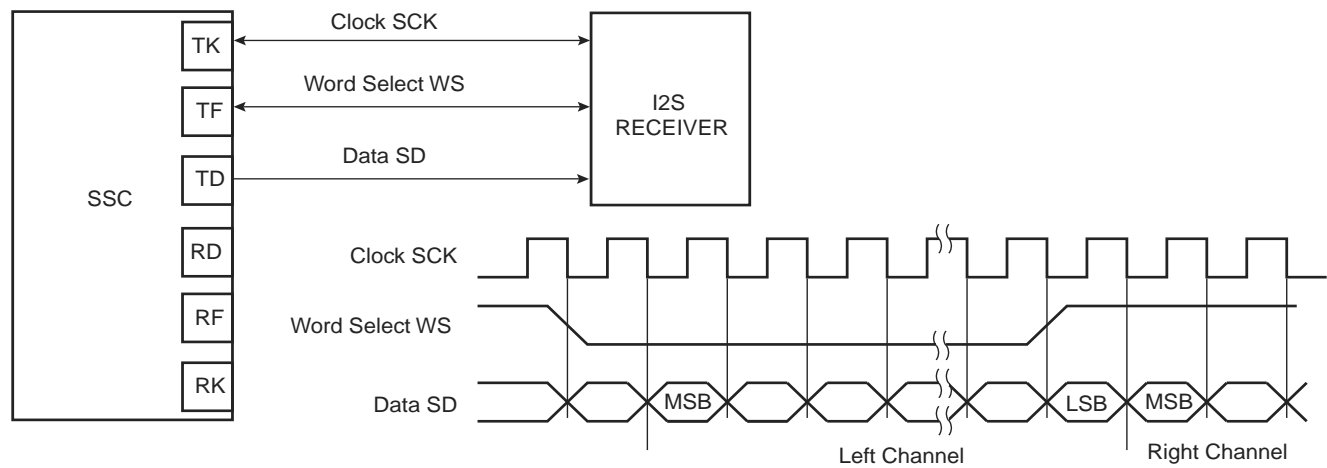 Clock SCK
TK
Word Select WS
TF
I2S
RECEIVER
Data SD
TD
SSC
RD
RF
RK
Clock SCK
Word Select WS
Data SD
MSB
LSB
MSB
Left Channel
Right Channel